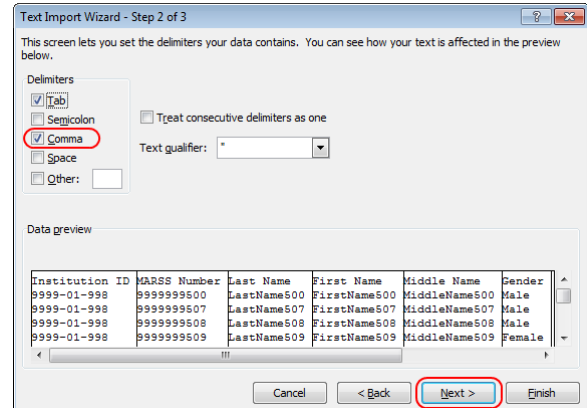 Text Import Wizard - Step 2 of 3
This screen lets you set the delimiters your data contains.  You can see how your text is affected in the preview
below.
Delimiters
Tab
Semicolon
Treat consecutive delimiters as one
Comma
Text qualifier: "
Space
Other:
Data preview
Institution ID MARSS Number Last Name First Name Middle Name Gender
9999-01-998 9999999500 LastName500 FirstName500 MiddleName500 Male
9999-01-998 9999999507 LastName507 FirstName507 MiddleName507 Male
9999-01-998 9999999508 LastName508 FirstName508 MiddleName508 Male
9999-01-998 9999999509 LastName509 FirstName509 MiddleName509 Female
Cancel < Back Next > Finish